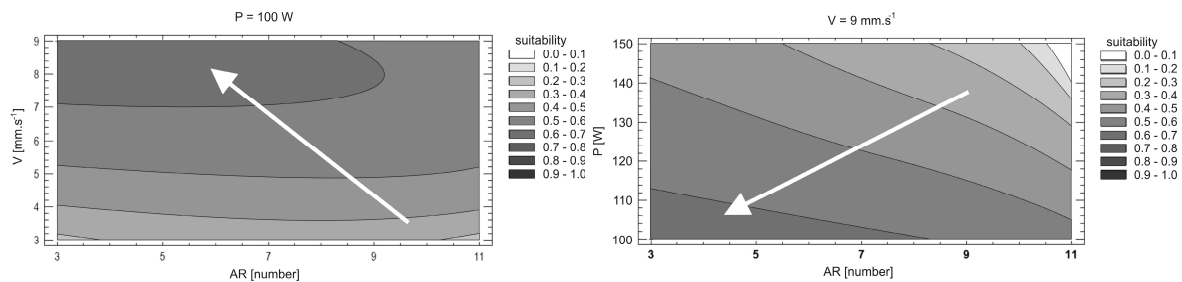 P = 100 W
9
7
6
5
4
3
V [mm.s⁻¹]
3
5
7
9
11
AR [number]
suitability
0.0 - 0.1
0.1 - 0.2
0.2 - 0.3
0.3 - 0.4
0.4 - 0.5
0.5 - 0.6
0.6 - 0.7
0.7 - 0.8
0.8 - 0.9
0.9 - 1.0
V = 9 mm.s⁻¹
150
140
130
120
110
100
P [W]
3
5
7
9
11
AR [number]
suitability
0.0 - 0.1
0.1 - 0.2
0.2 - 0.3
0.3 - 0.4
0.4 - 0.5
0.5 - 0.6
0.6 - 0.7
0.7 - 0.8
0.8 - 0.9
0.9 - 1.0